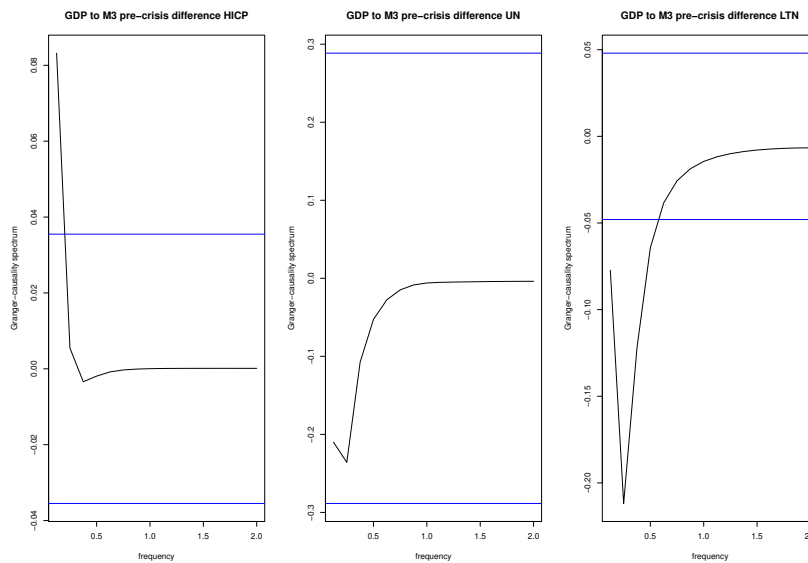 GDP to M3 pre−crisis difference HICP
Granger−causality spectrum
0.08
0.06
0.04
0.02
0.00
−0.02
−0.04
0.5 1.0 1.5 2.0
frequency
GDP to M3 pre−crisis difference UN
Granger−causality spectrum
0.3
0.2
0.1
0.0
−0.1
−0.2
−0.3
0.5 1.0 1.5 2.0
frequency
GDP to M3 pre−crisis difference LTN
Granger−causality spectrum
0.05
0.00
−0.05
−0.10
−0.15
−0.20
0.5 1.0 1.5
frequency